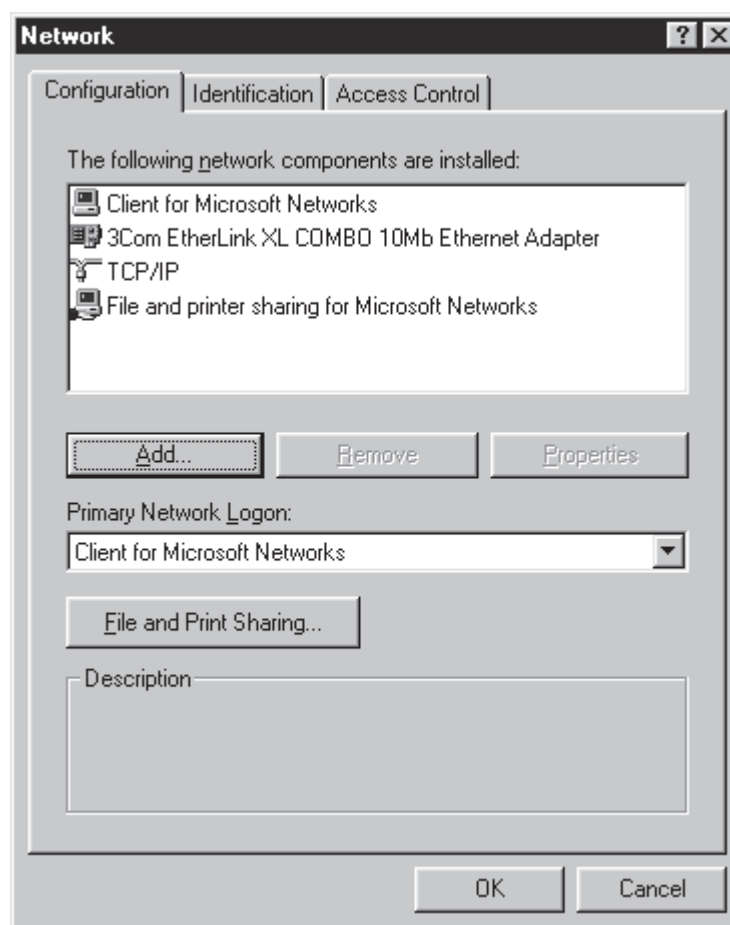 Network
Configuration Identification Access Control
The following network components are installed:
Client for Microsoft Networks
3Com EtherLink XL COMBO 10Mb Ethernet Adapter
TCP/IP
File and printer sharing for Microsoft Networks
Add... Remove Properties
Primary Network Logon:
Client for Microsoft Networks
File and Print Sharing...
Description
OK Cancel